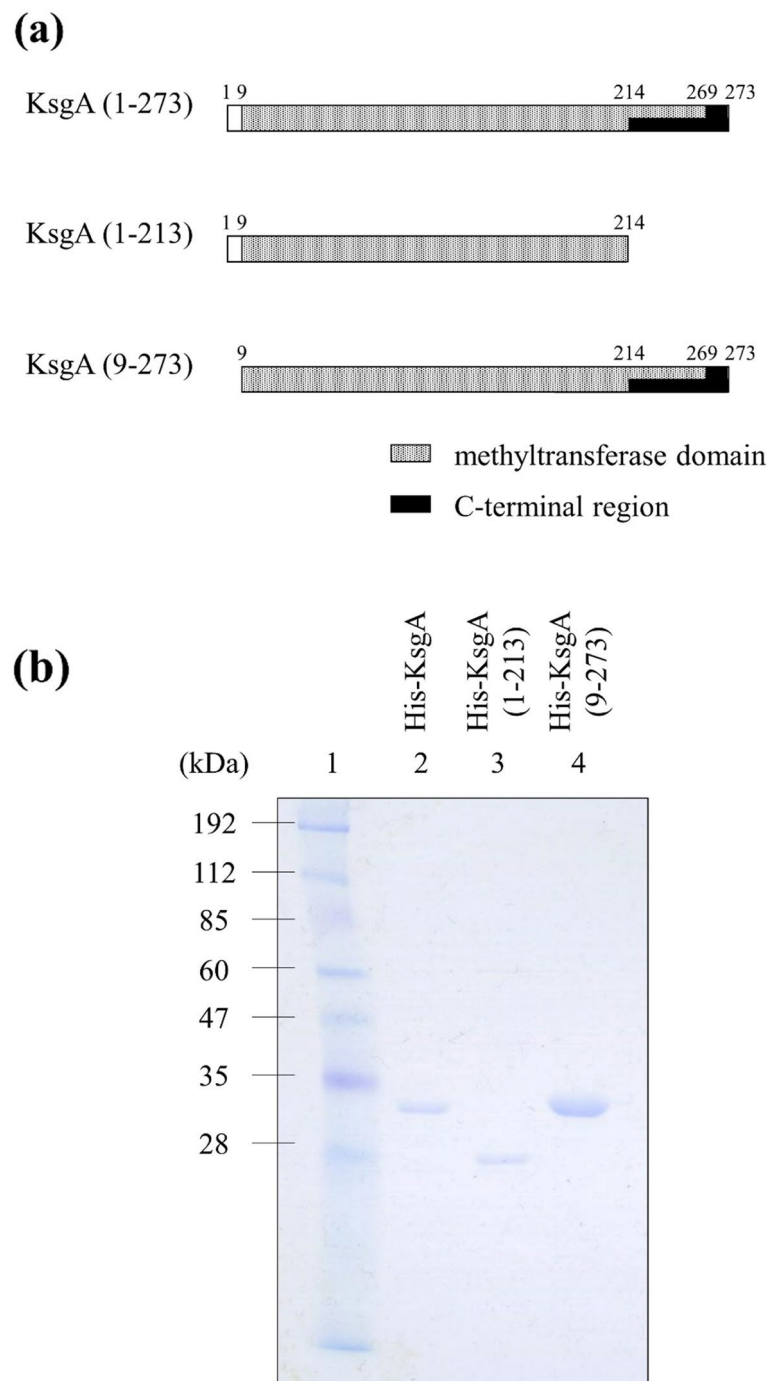 (a)
KsgA (1-273)
1 9 214 269 273
KsgA (1-213)
1 9 214
KsgA (9-273)
9 214 269 273
methyltransferase domain
C-terminal region
(b)
His-KsgA
His-KsgA
(1-213)
His-KsgA
(9-273)
(kDa) 1 2 3 4
192
112
85
60
47
35
28